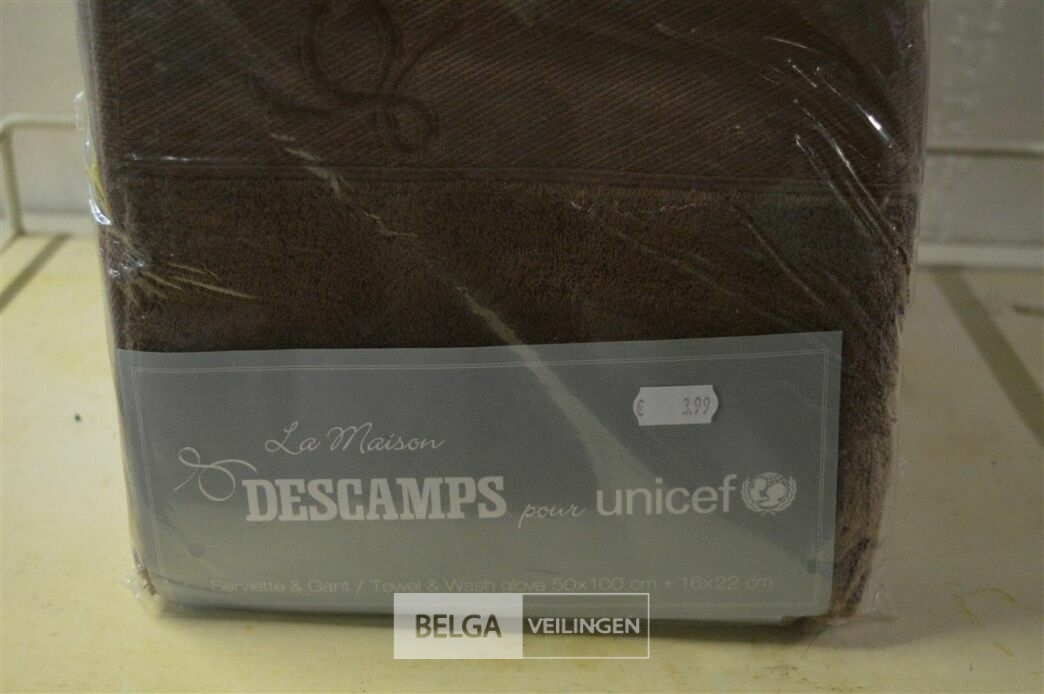 € 3.99
La Maison
DESCAMPS pour unicef
Serviette & Gant / Towel & Wash glove 50x100 cm + 16x22 cm
BELGA VEILINGEN